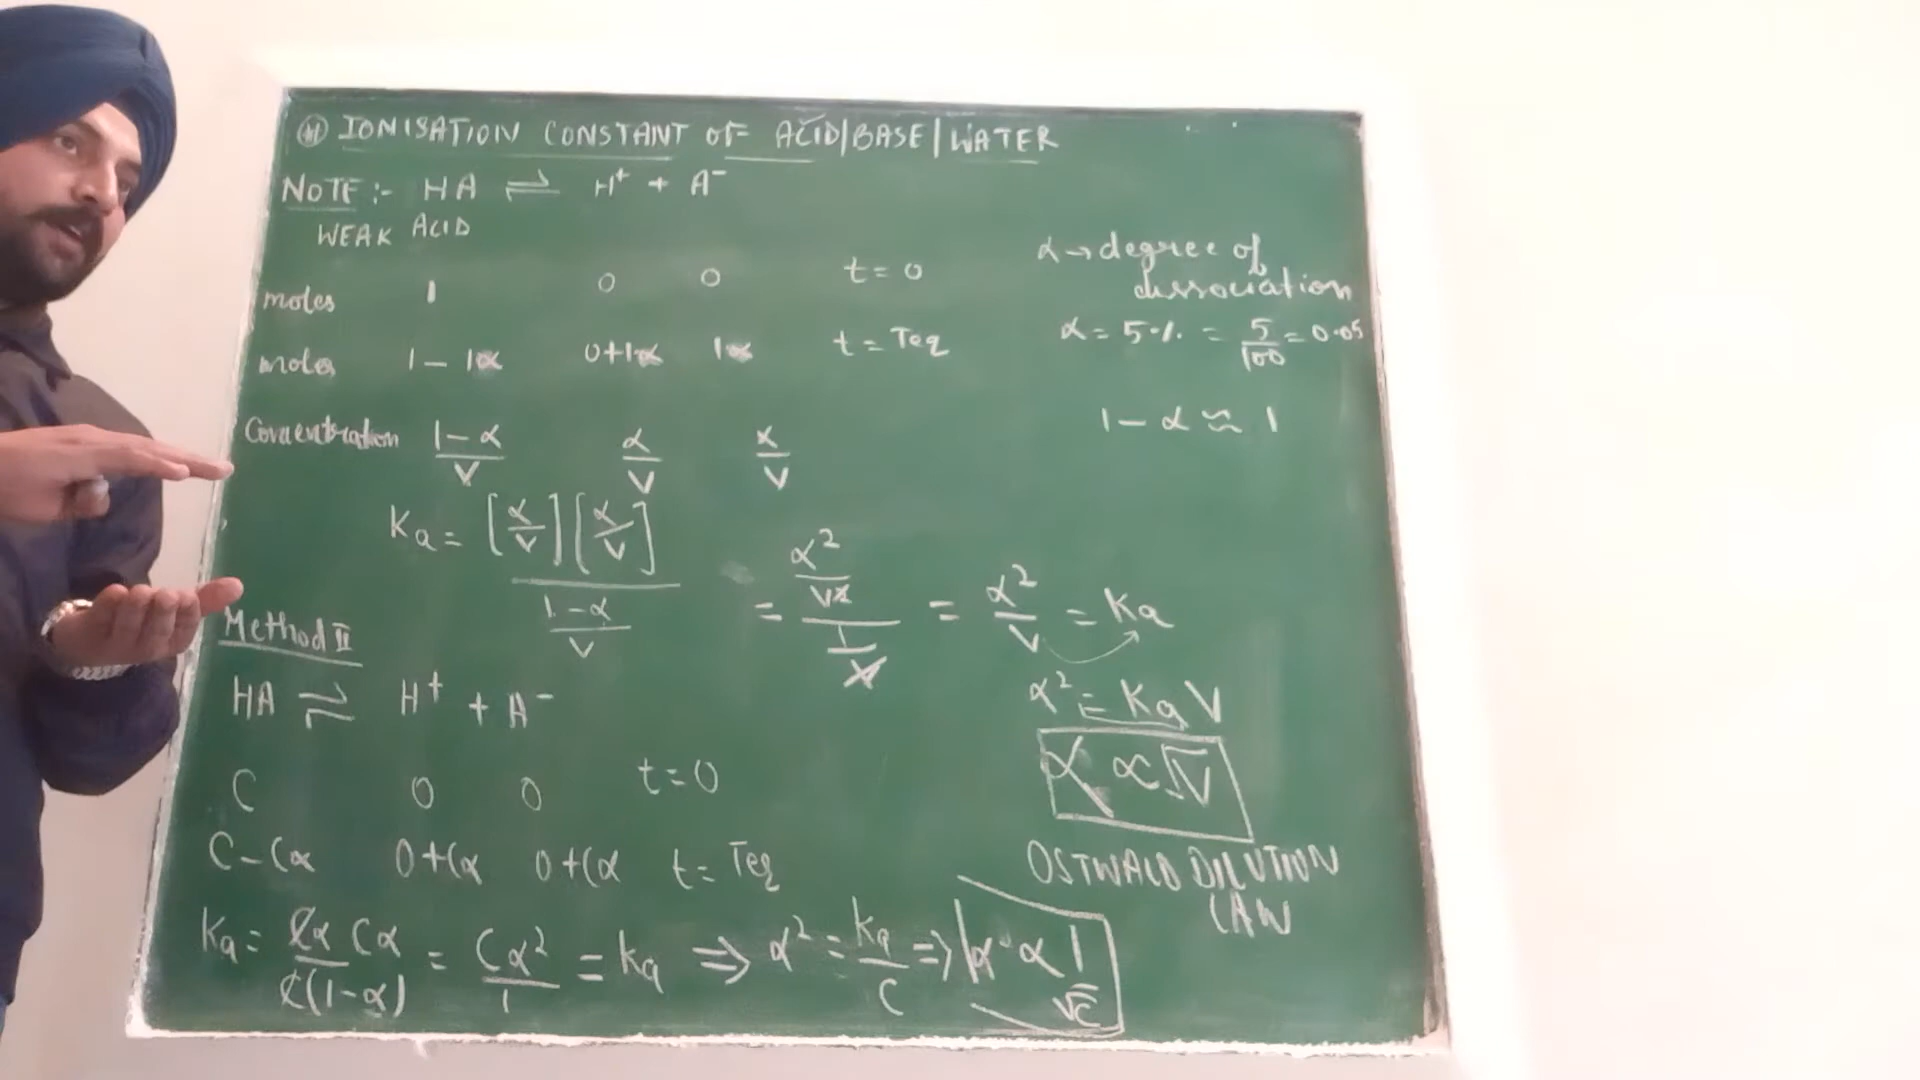 (#) IONISATION CONSTANT OF ACID/BASE/WATER
NOTE :- HA ⇌ H⁺ + A⁻
WEAK ACID
α → degree of dissociation
moles 1 0 0 t = 0
α = 5% = 5/100 = 0.05
moles 1 - 1α 0+1α 1α t = Teq
1 - α ≈ 1
Concentration (1-α)/V α/V α/V
Ka = [α/V][α/V] / ((1-α)/V) = (α²/V²) / (1/V) = α²/V = Ka
α² = Ka V
α ∝ √V
OSTWALD DILUTION LAW
Method II
HA ⇌ H⁺ + A⁻
C 0 0 t = 0
C - Cα 0+Cα 0+Cα t = Teq
Ka = Cα Cα / C(1-α) = Cα²/1 = Ka ⇒ α² = Ka/C ⇒ α ∝ 1/√C